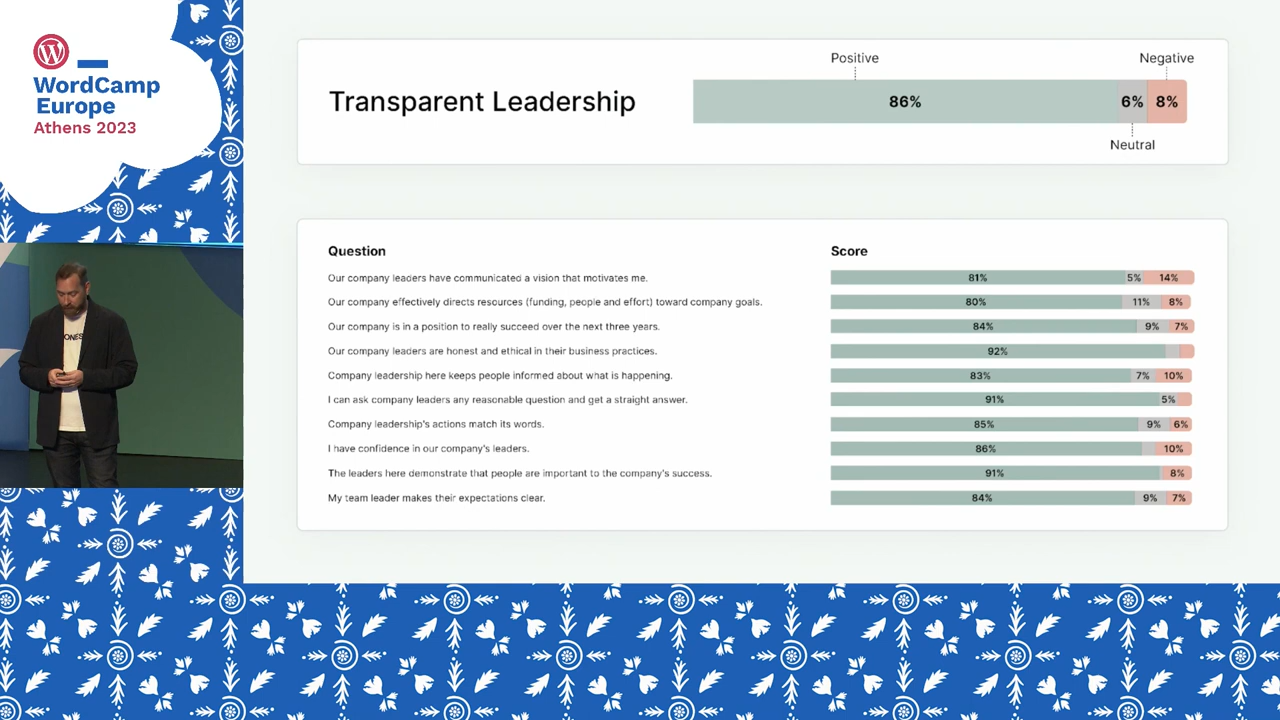 WordCamp
Europe
Athens 2023
Positive
Negative
Transparent Leadership
86%
6%
8%
Neutral
Question
Score
Our company leaders have communicated a vision that motivates me.
81%
5%
14%
Our company effectively directs resources (funding, people and effort) toward company goals.
80%
11%
8%
Our company is in a position to really succeed over the next three years.
84%
9%
7%
Our company leaders are honest and ethical in their business practices.
92%
Company leadership here keeps people informed about what is happening.
83%
7%
10%
I can ask company leaders any reasonable question and get a straight answer.
91%
5%
Company leadership's actions match its words.
85%
9%
6%
I have confidence in our company's leaders.
86%
10%
The leaders here demonstrate that people are important to the company's success.
91%
8%
My team leader makes their expectations clear.
84%
9%
7%